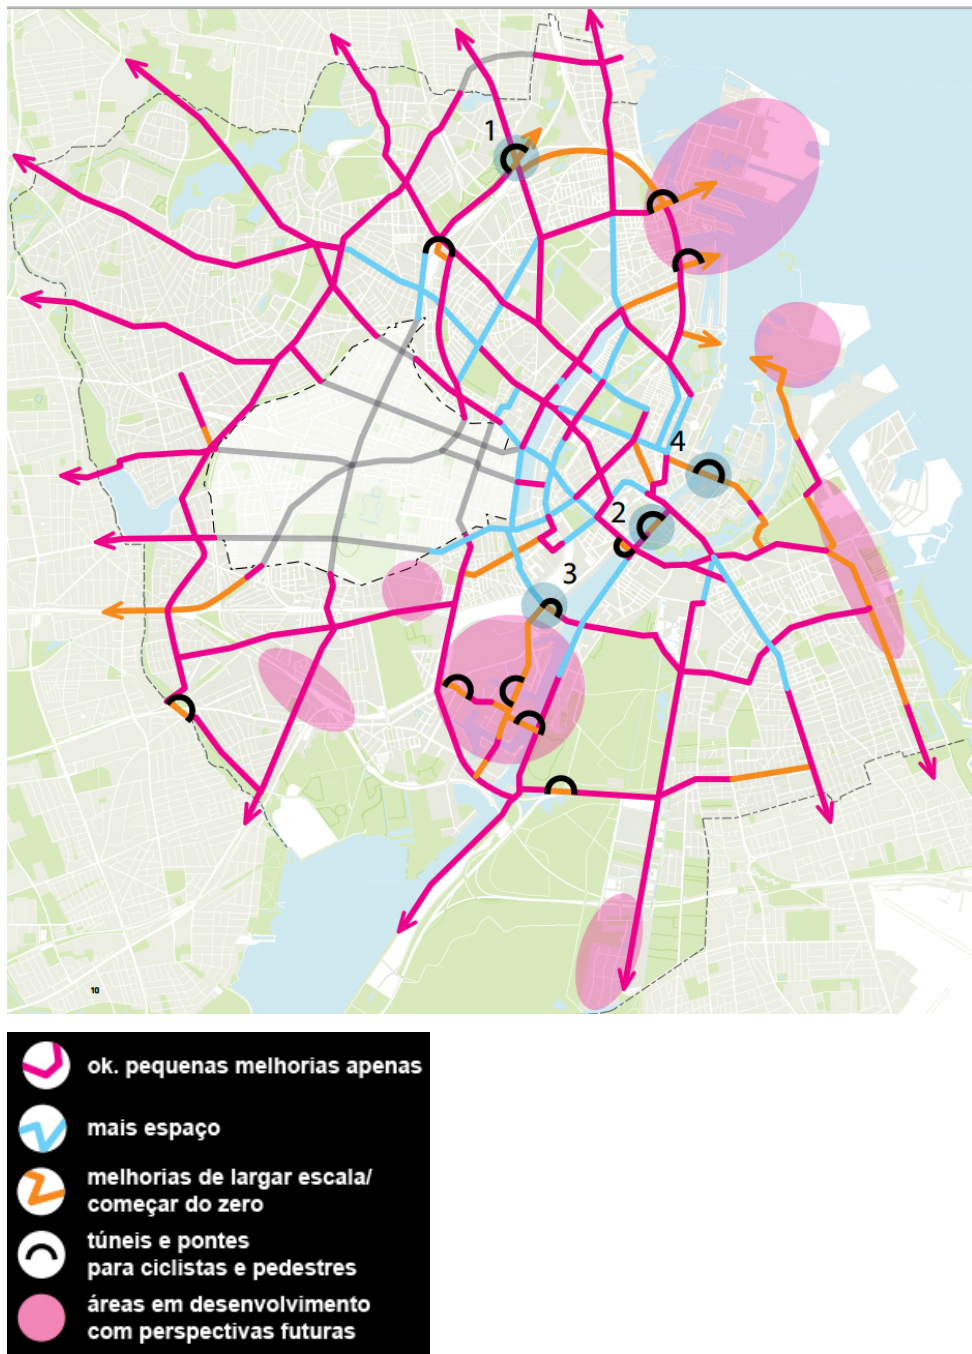 1
4
2
3
10
ok. pequenas melhorias apenas
mais espaço
melhorias de largar escala/
começar do zero
túneis e pontes
para ciclistas e pedestres
áreas em desenvolvimento
com perspectivas futuras